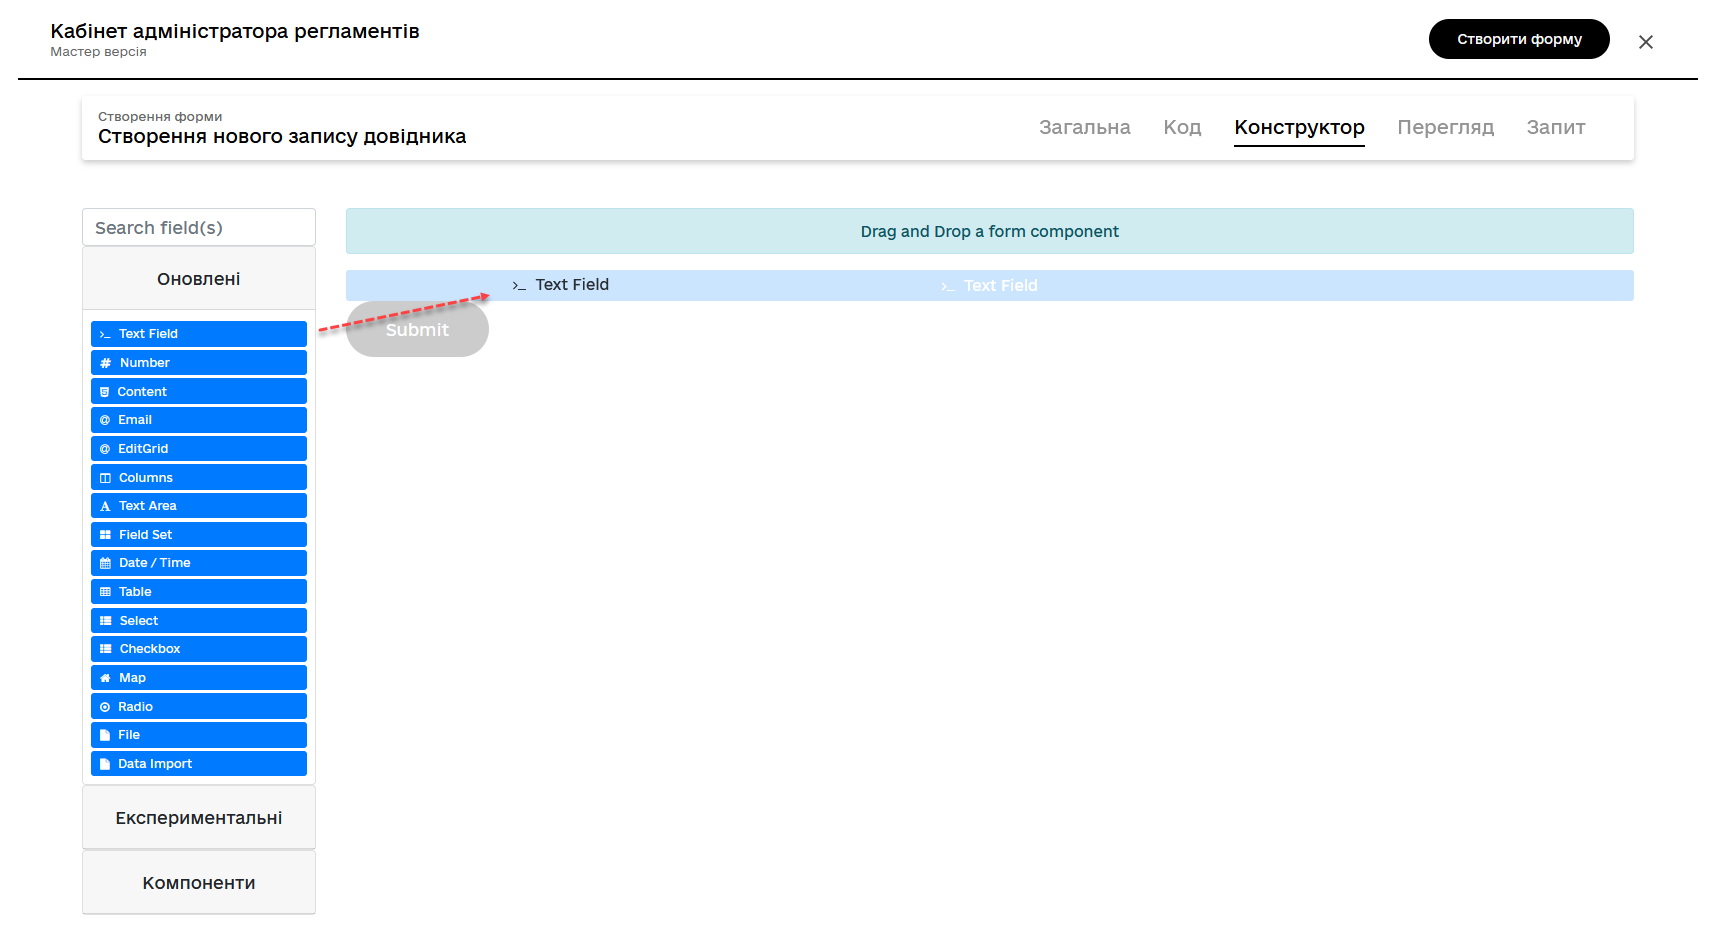 Кабінет адміністратора регламентів
Мастер версія
Створити форму
Створення форми
Створення нового запису довідника
Загальна
Код
Конструктор
Перегляд
Запит
Search field(s)
Оновлені
Text Field
Number
Content
Email
EditGrid
Columns
Text Area
Field Set
Date / Time
Table
Select
Checkbox
Map
Radio
File
Data Import
Експериментальні
Компоненти
Drag and Drop a form component
Text Field
Text Field
Submit